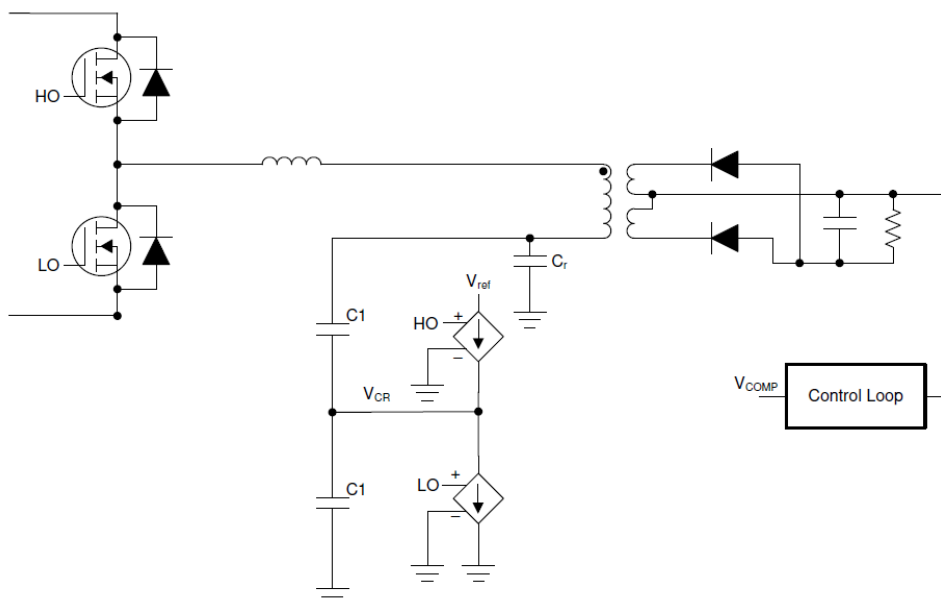 HO
LO
Cr
Vref
C1
HO
+
–
VCR
VCOMP
Control Loop
C1
LO
+
–